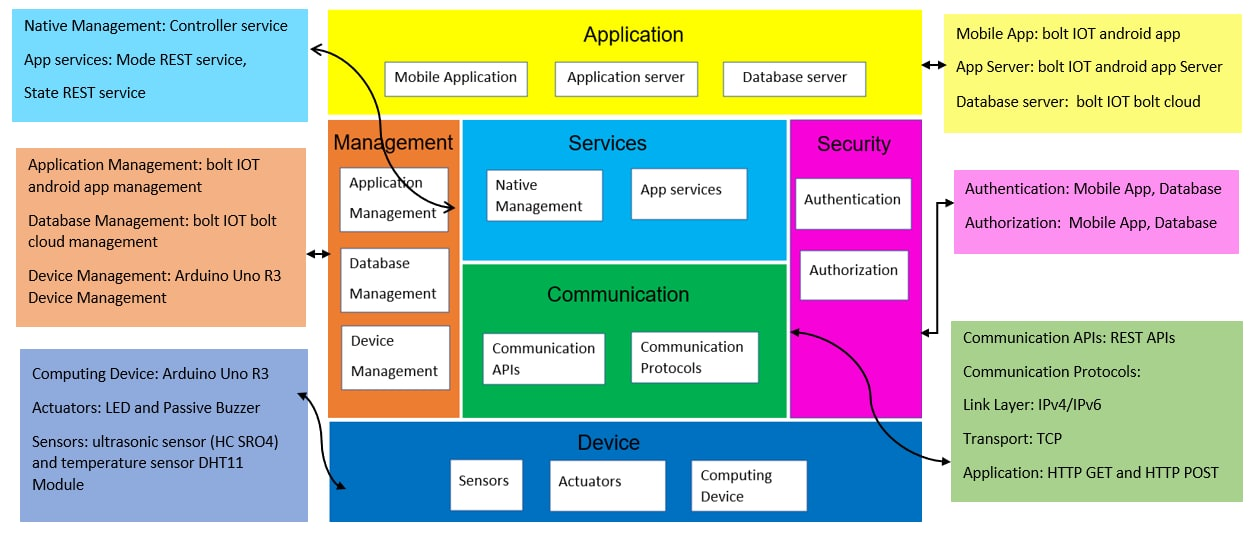 Native Management: Controller service
App services: Mode REST service,
State REST service
Application Management: bolt IOT
android app management
Database Management: bolt IOT bolt
cloud management
Device Management: Arduino Uno R3
Device Management
Computing Device: Arduino Uno R3
Actuators: LED and Passive Buzzer
Sensors: ultrasonic sensor (HC SRO4)
and temperature sensor DHT11
Module
Application
Mobile Application
Application server
Database server
Management
Application
Management
Database
Management
Device
Management
Services
Native
Management
App services
Communication
Communication
APIs
Communication
Protocols
Security
Authentication
Authorization
Device
Sensors
Actuators
Computing
Device
Mobile App: bolt IOT android app
App Server: bolt IOT android app Server
Database server: bolt IOT bolt cloud
Authentication: Mobile App, Database
Authorization: Mobile App, Database
Communication APIs: REST APIs
Communication Protocols:
Link Layer: IPv4/IPv6
Transport: TCP
Application: HTTP GET and HTTP POST